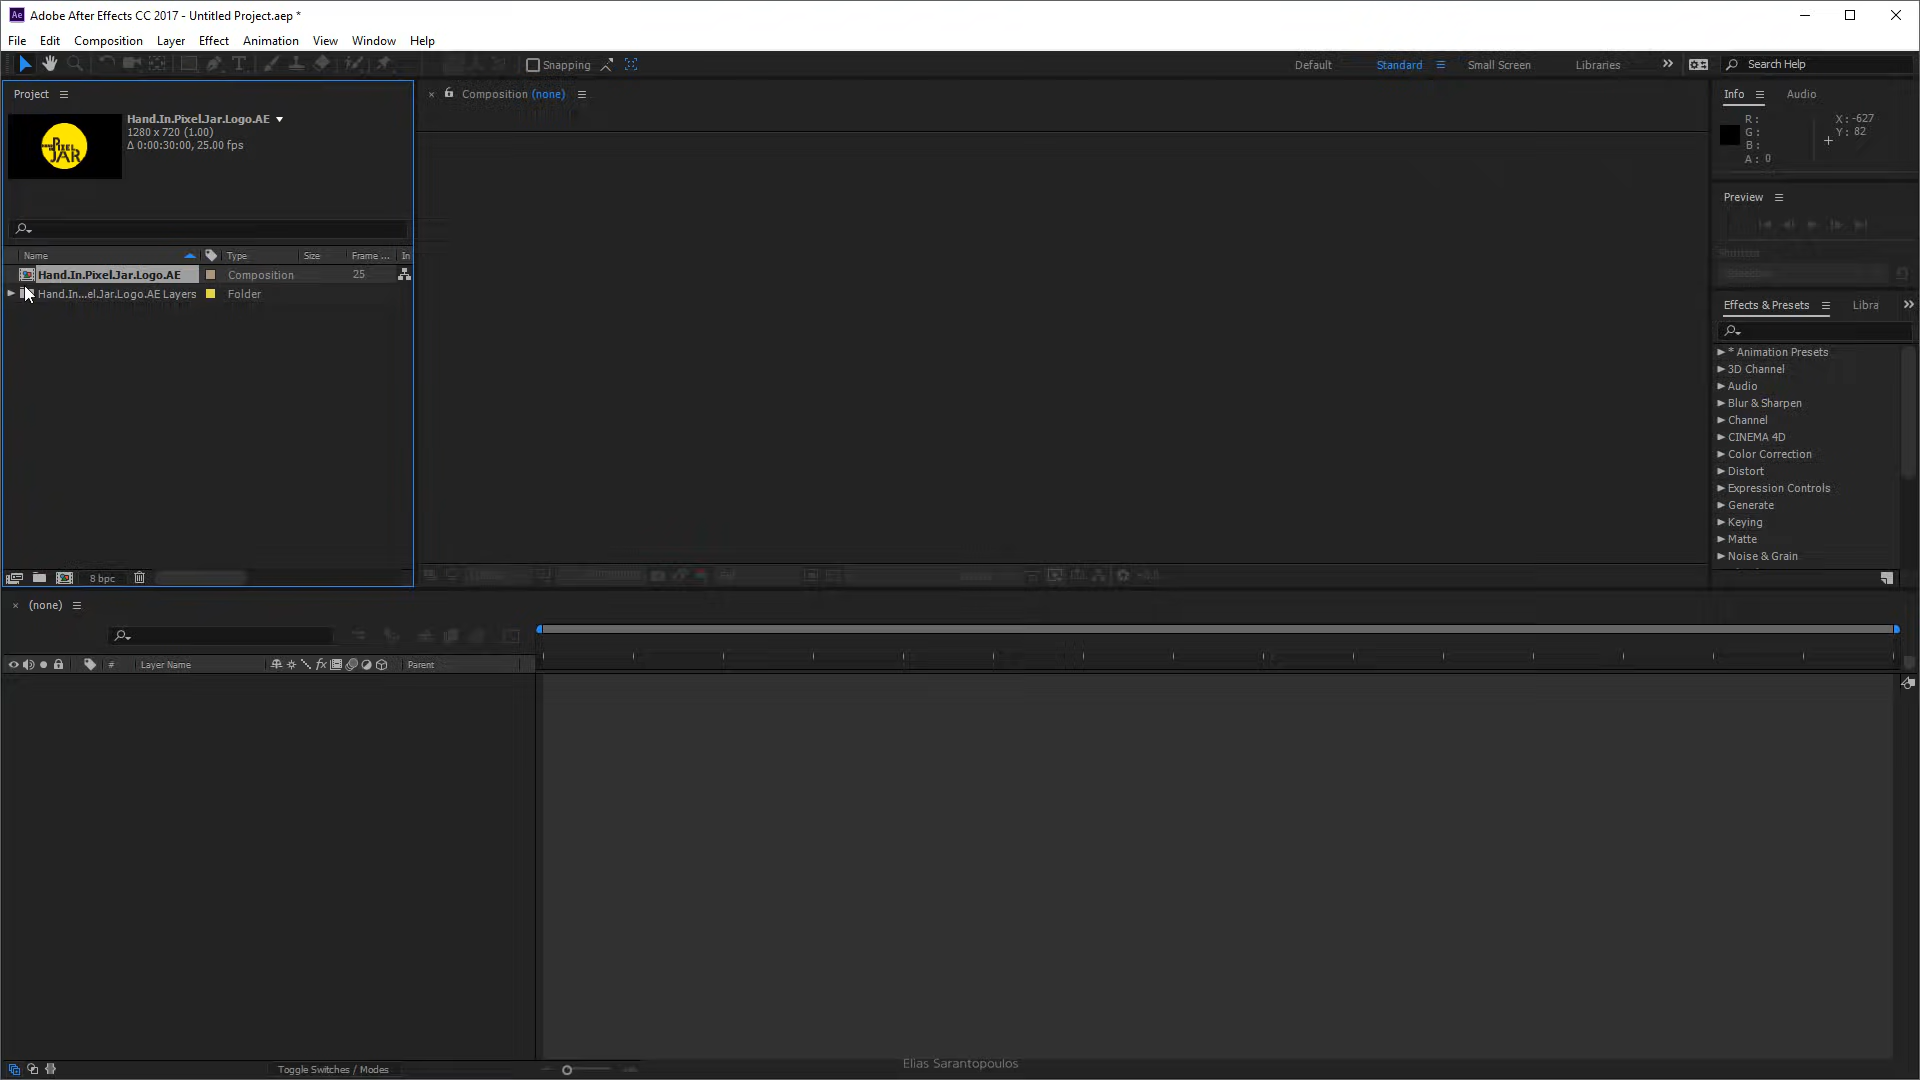 Adobe After Effects CC 2017 - Untitled Project.aep *
File Edit Composition Layer Effect Animation View Window Help
Snapping Default Standard Small Screen Libraries Search Help
Project
Composition (none)
Info Audio
Hand.In.Pixel.Jar.Logo.AE
1280 x 720 (1.00)
Δ 0:00:30:00, 25.00 fps
PIXEL
JAR
R :
G :
B :
A : 0
X : -627
Y : 82
Preview
Name Type Size Frame ... In
Hand.In.Pixel.Jar.Logo.AE Composition 25
Hand.In...el.Jar.Logo.AE Layers Folder
Effects & Presets Libra
* Animation Presets
3D Channel
Audio
Blur & Sharpen
Channel
CINEMA 4D
Color Correction
Distort
Expression Controls
Generate
Keying
Matte
Noise & Grain
8 bpc
(none)
# Layer Name fx Parent
Toggle Switches / Modes
Elias Sarantopoulos